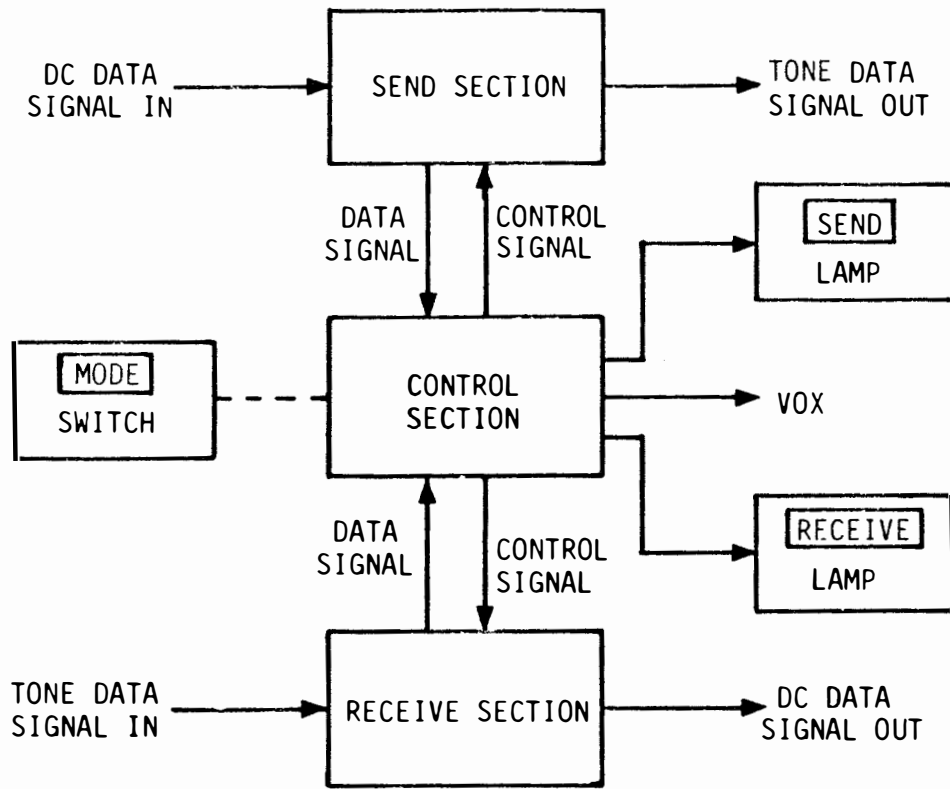 DC DATA
SIGNAL IN
SEND SECTION
TONE DATA
SIGNAL OUT
DATA
SIGNAL
CONTROL
SIGNAL
SEND
LAMP
MODE
SWITCH
CONTROL
SECTION
VOX
DATA
SIGNAL
CONTROL
SIGNAL
RECEIVE
LAMP
TONE DATA
SIGNAL IN
RECEIVE SECTION
DC DATA
SIGNAL OUT